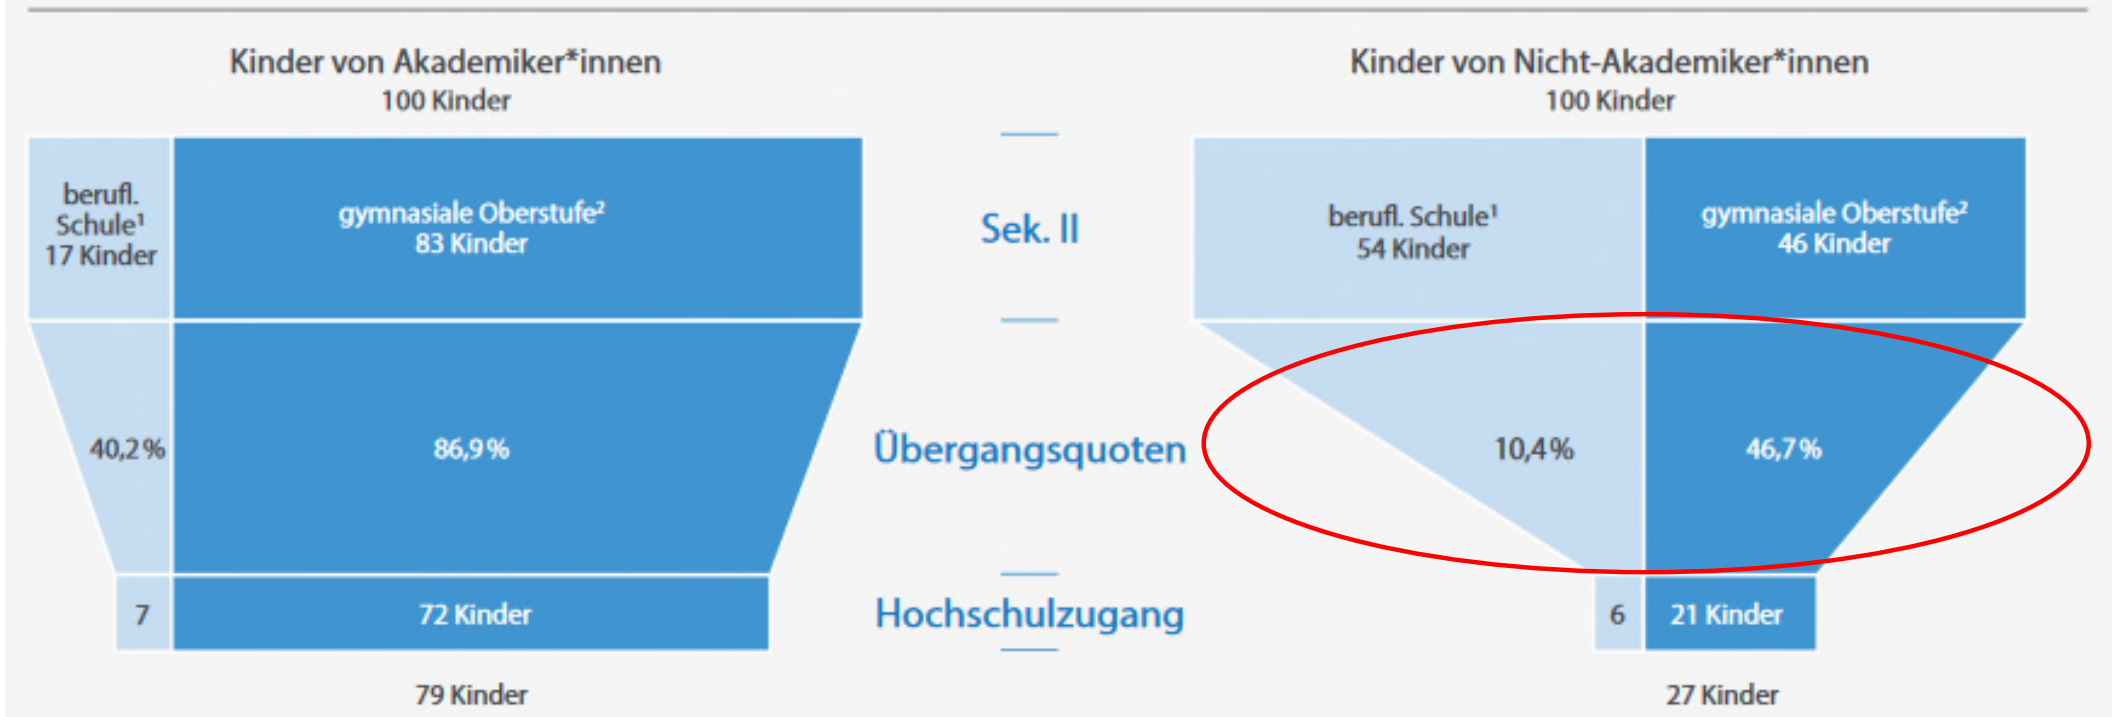 Kinder von Akademiker*innen
100 Kinder
berufl.
Schule¹
17 Kinder
gymnasiale Oberstufe²
83 Kinder
40,2%
86,9%
7
72 Kinder
79 Kinder
Sek. II
Übergangsquoten
Hochschulzugang
Kinder von Nicht-Akademiker*innen
100 Kinder
berufl. Schule¹
54 Kinder
gymnasiale Oberstufe²
46 Kinder
10,4%
46,7%
6
21 Kinder
27 Kinder